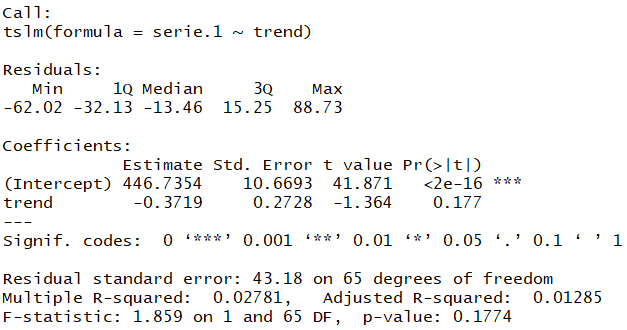 Call:
tslm(formula = serie.1 ~ trend)
Residuals:
Min 1Q Median 3Q Max
-62.02 -32.13 -13.46 15.25 88.73
Coefficients:
Estimate Std. Error t value Pr(>|t|)
(Intercept) 446.7354 10.6693 41.871 <2e-16 ***
trend -0.3719 0.2728 -1.364 0.177
---
Signif. codes: 0 ‘***’ 0.001 ‘**’ 0.01 ‘*’ 0.05 ‘.’ 0.1 ‘ ’ 1
Residual standard error: 43.18 on 65 degrees of freedom
Multiple R-squared: 0.02781, Adjusted R-squared: 0.01285
F-statistic: 1.859 on 1 and 65 DF, p-value: 0.1774